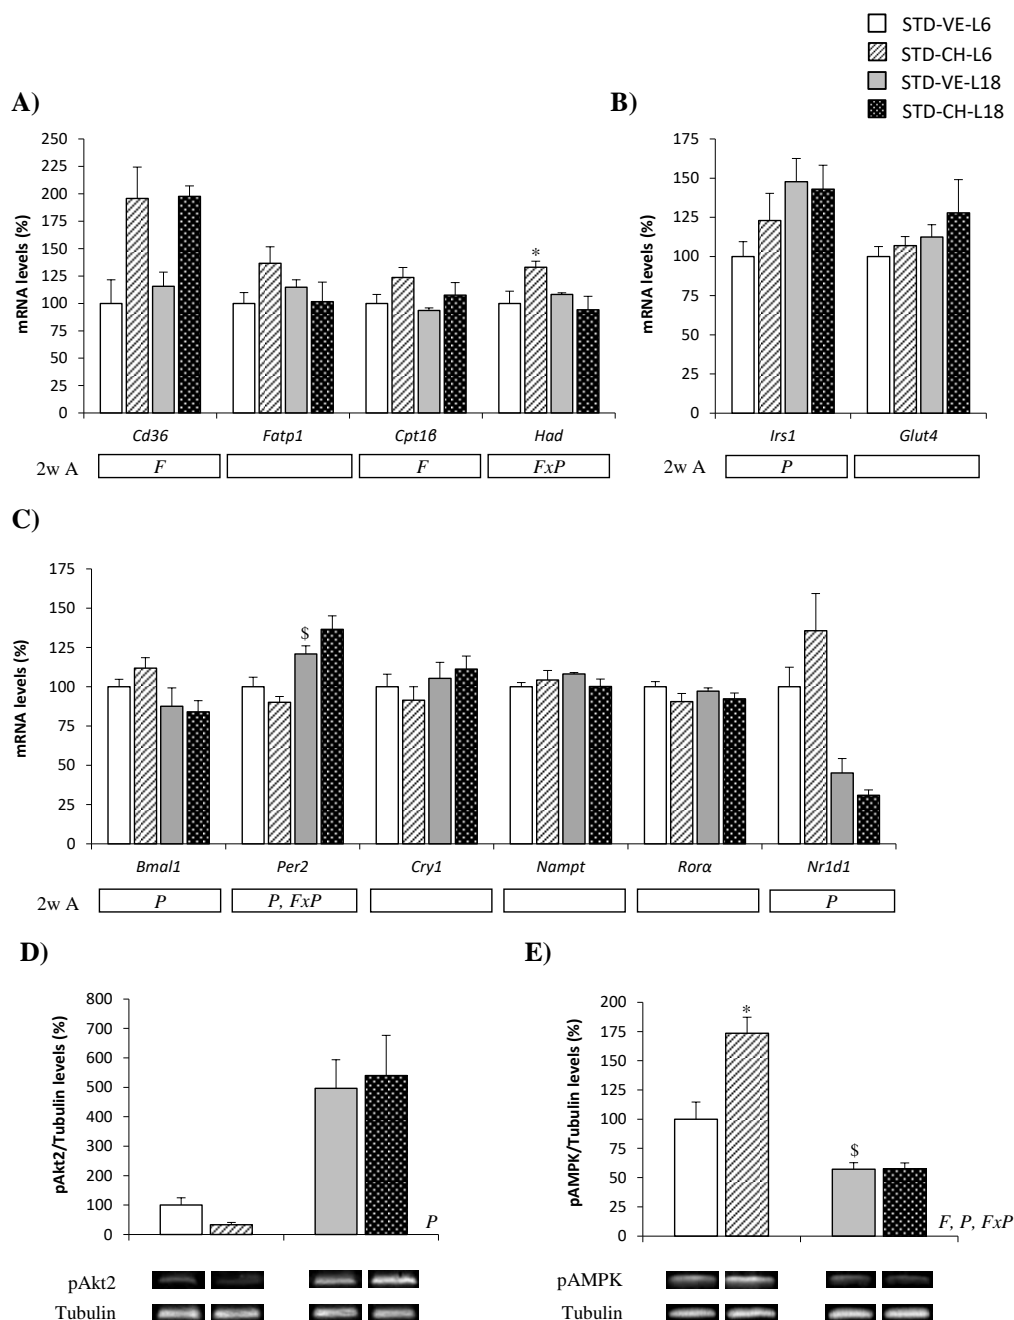 STD-VE-L6
STD-CH-L6
STD-VE-L18
STD-CH-L18
A)
mRNA levels (%)
250
225
200
175
150
125
100
75
50
25
0
*
Cd36 Fatp1 Cpt1β Had
2w A F F FxP
B)
mRNA levels (%)
175
150
125
100
75
50
25
0
Irs1 Glut4
2w A P
C)
mRNA levels (%)
175
150
125
100
75
50
25
0
$
Bmal1 Per2 Cry1 Nampt Rorα Nr1d1
2w A P P, FxP P
D)
pAkt2/Tubulin levels (%)
800
700
600
500
400
300
200
100
0
P
pAkt2
Tubulin
E)
pAMPK/Tubulin levels (%)
200
175
150
125
100
75
50
25
0
*
$
F, P, FxP
pAMPK
Tubulin